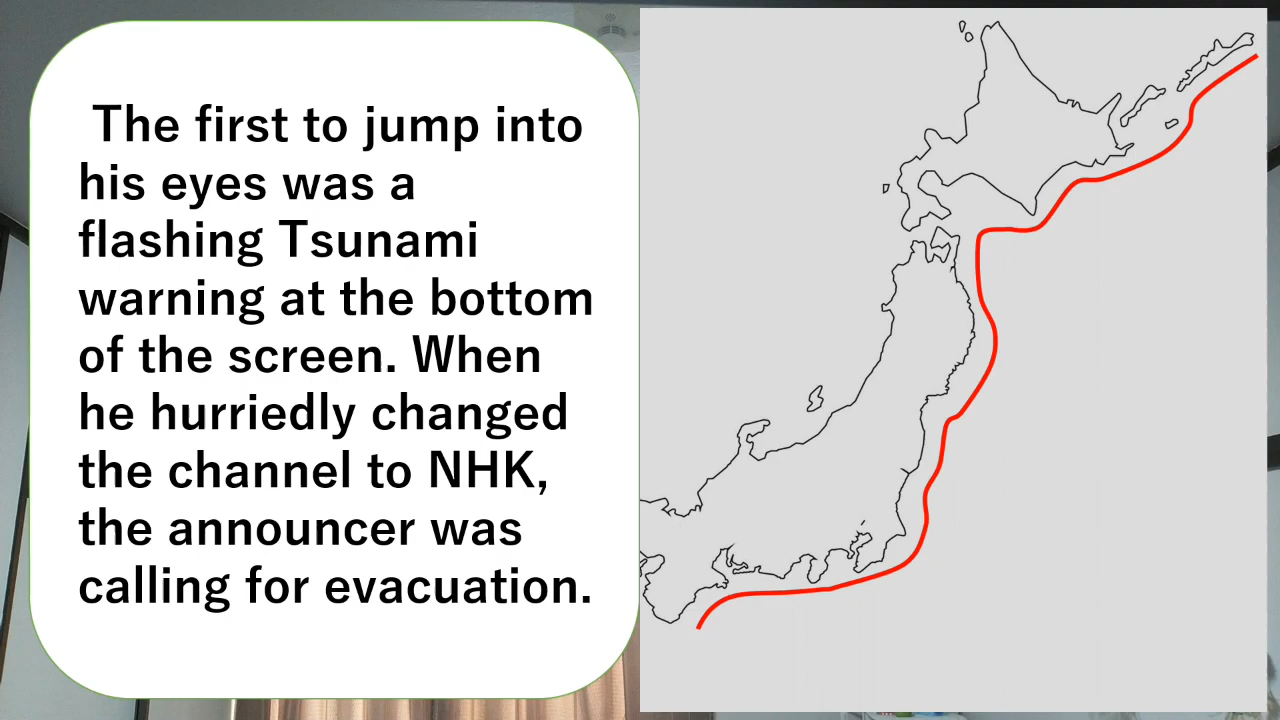 The first to jump into
his eyes was a
flashing Tsunami
warning at the bottom
of the screen. When
he hurriedly changed
the channel to NHK,
the announcer was
calling for evacuation.